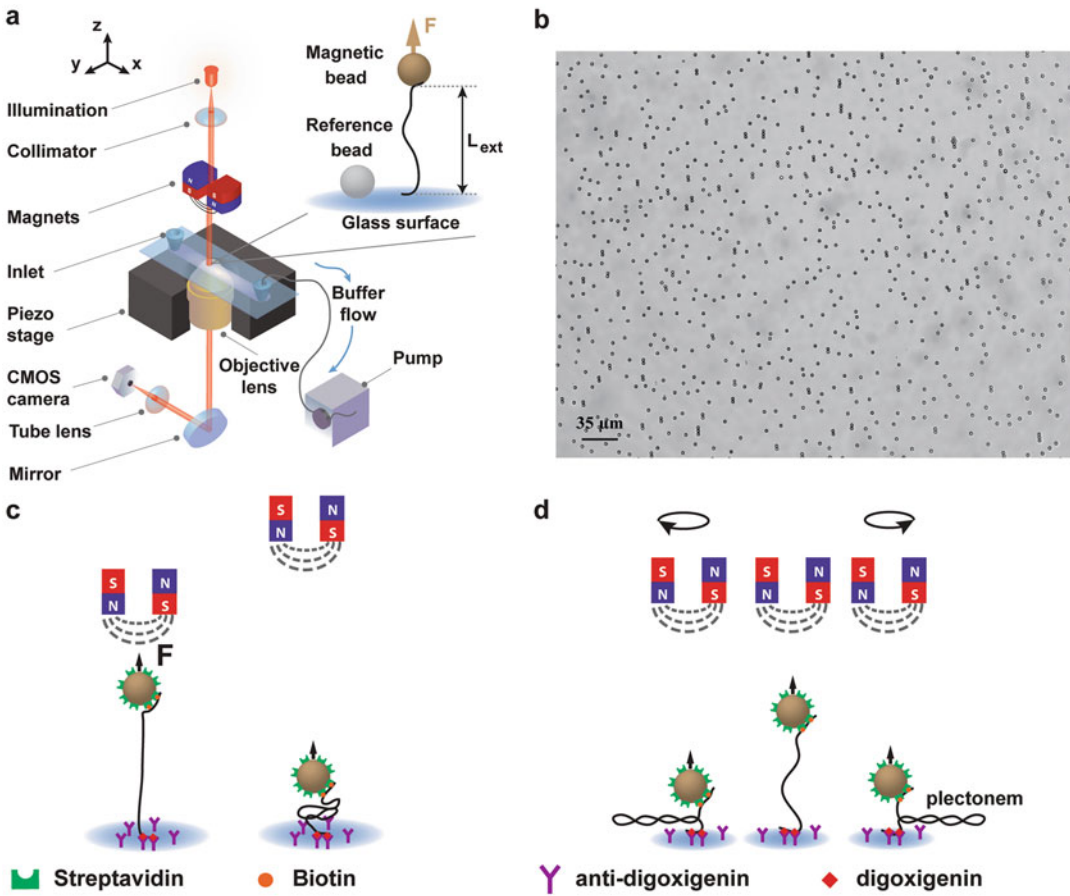 a
z
y
x
Illumination
Collimator
Magnets
Inlet
Piezo
stage
CMOS
camera
Tube lens
Mirror
F
Magnetic
bead
Reference
bead
Lext
Glass surface
Buffer
flow
Objective
lens
Pump
b
35 µm
c
S N
N S
S N
N S
F
d
S N
N S
S N
N S
S N
N S
plectonem
Streptavidin
Biotin
anti-digoxigenin
digoxigenin